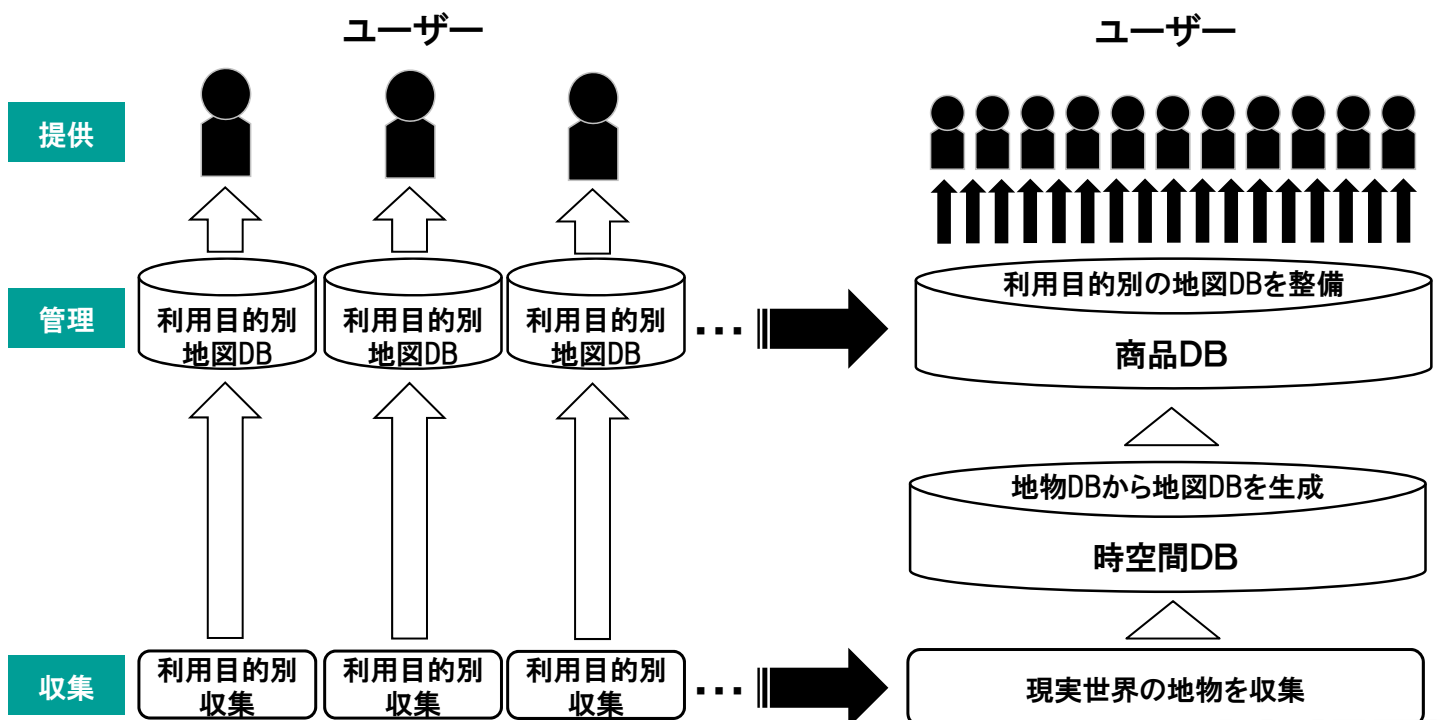 ユーザー
ユーザー
提供
管理
利用目的別
地図DB
利用目的別
地図DB
利用目的別
地図DB
・・・
利用目的別の地図DBを整備
商品DB
地物DBから地図DBを生成
時空間DB
収集
利用目的別
収集
利用目的別
収集
利用目的別
収集
・・・
現実世界の地物を収集